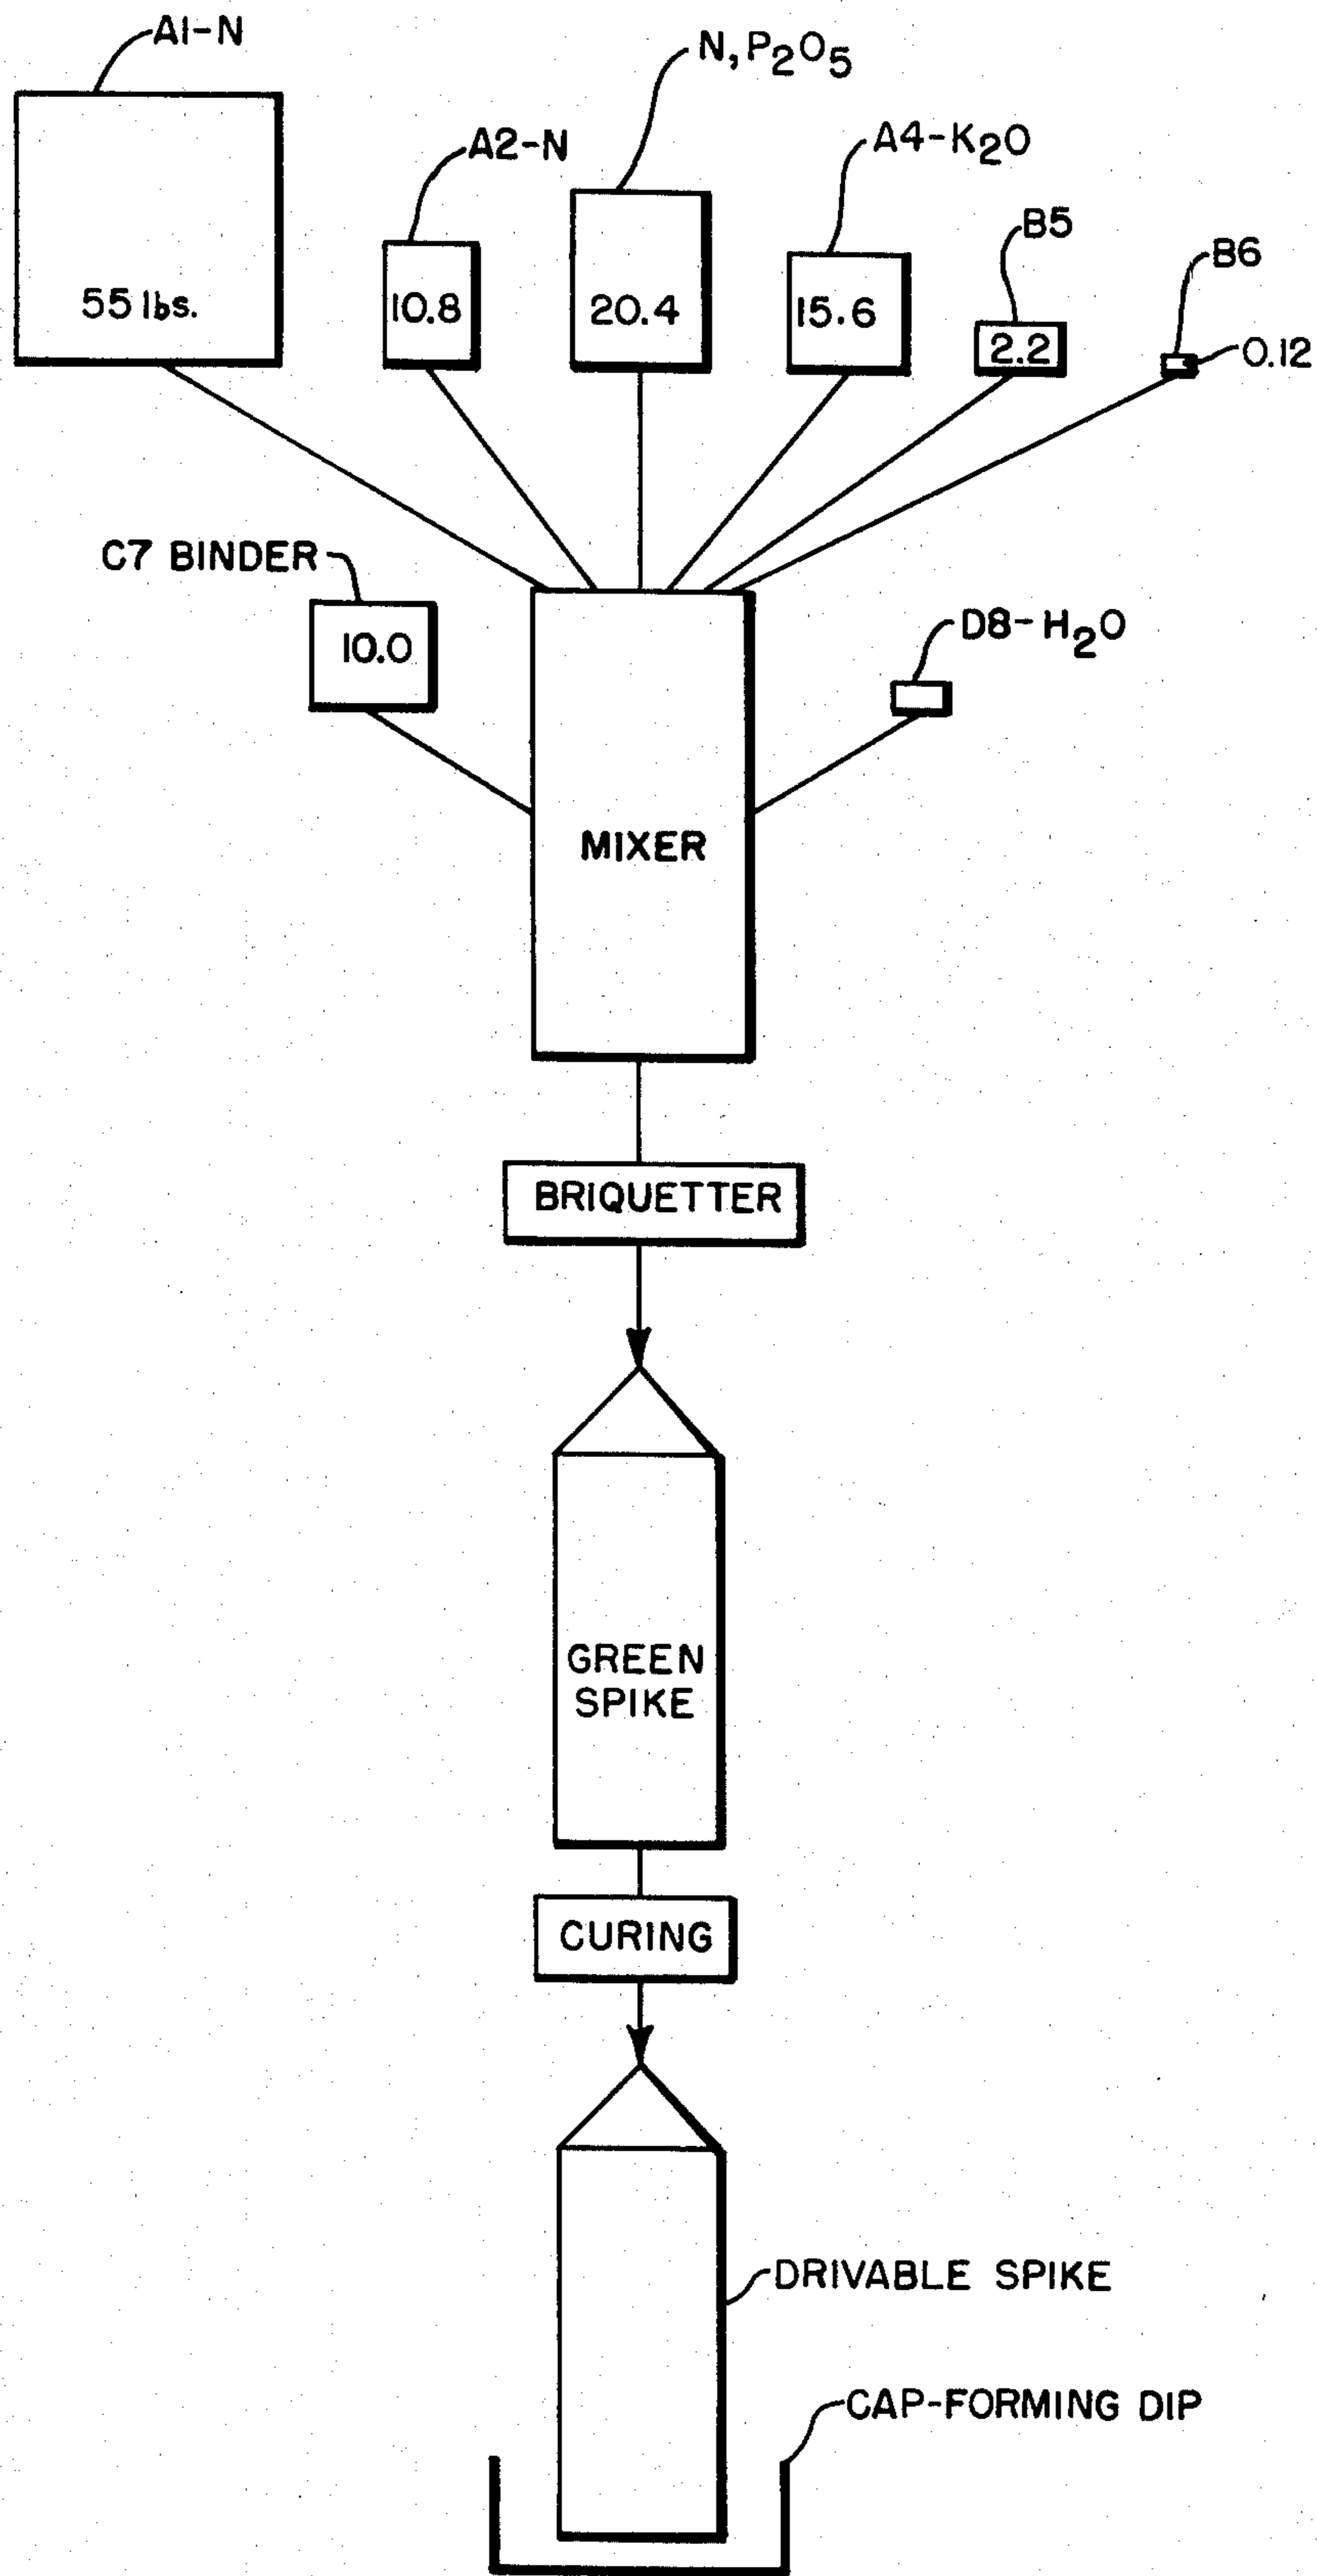 A1-N
N, P2O5
A2-N
A4-K2O
B5
B6
55 lbs.
10.8
20.4
15.6
2.2
0.12
C7 BINDER
10.0
D8-H2O
MIXER
BRIQUETTER
GREEN
SPIKE
CURING
DRIVABLE SPIKE
CAP-FORMING DIP